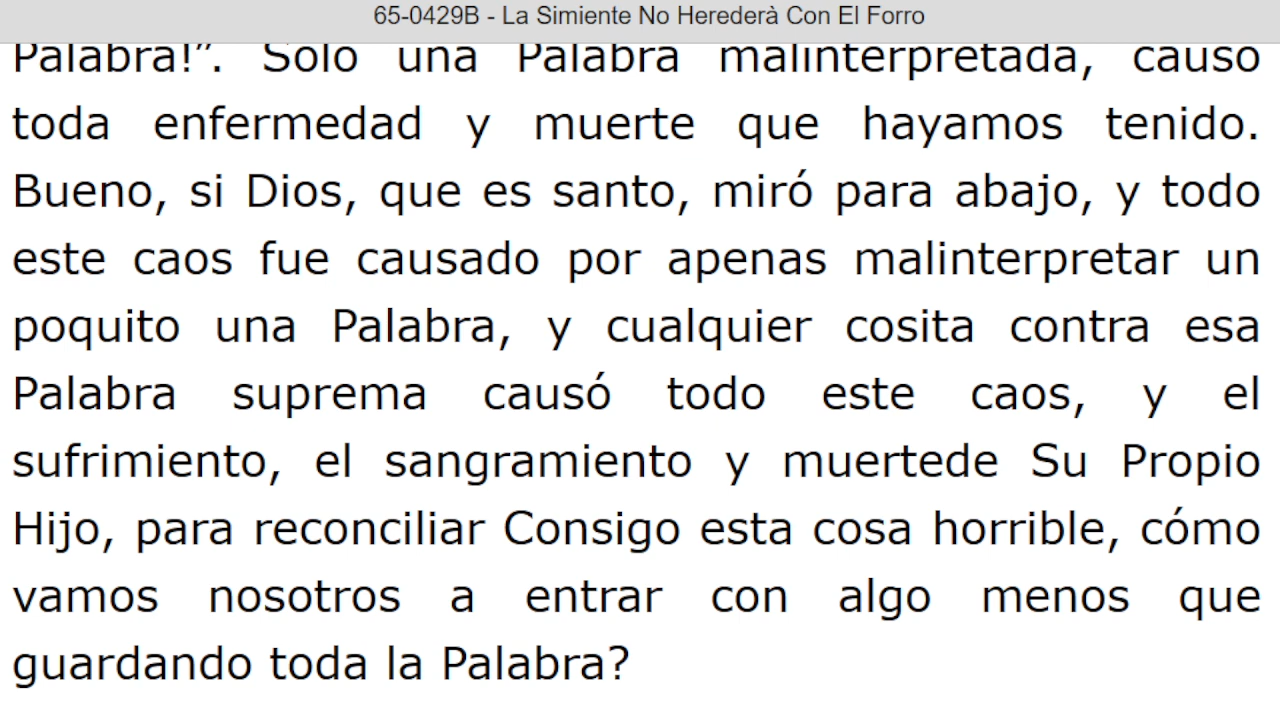 65-0429B - La Simiente No Herederà Con El Forro
Palabra!”. Sólo una Palabra malinterpretada, causó
toda enfermedad y muerte que hayamos tenido.
Bueno, si Dios, que es santo, miró para abajo, y todo
este caos fue causado por apenas malinterpretar un
poquito una Palabra, y cualquier cosita contra esa
Palabra suprema causó todo este caos, y el
sufrimiento, el sangramiento y muertede Su Propio
Hijo, para reconciliar Consigo esta cosa horrible, cómo
vamos nosotros a entrar con algo menos que
guardando toda la Palabra?